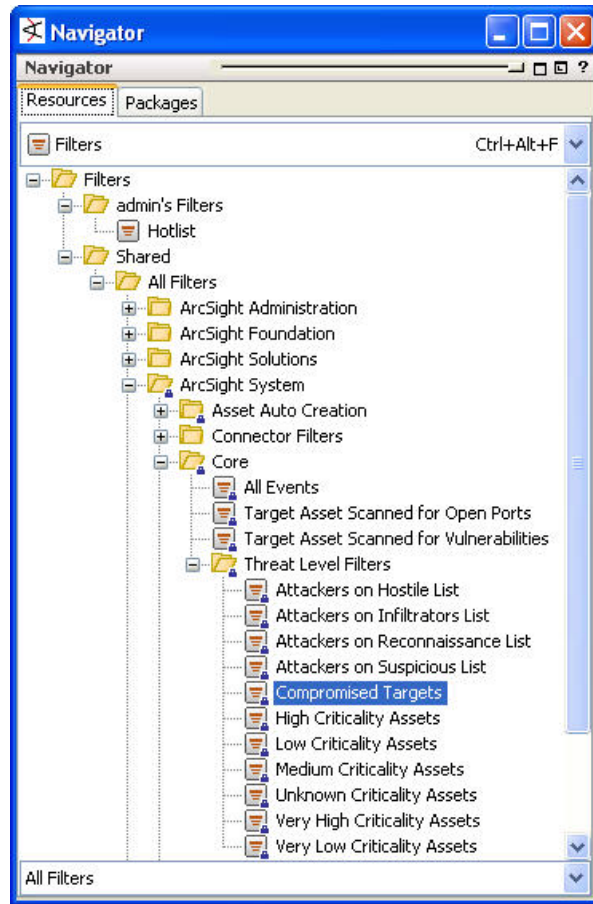 Navigator
Navigator ?
Resources Packages
Filters Ctrl+Alt+F
Filters
admin's Filters
Hotlist
Shared
All Filters
ArcSight Administration
ArcSight Foundation
ArcSight Solutions
ArcSight System
Asset Auto Creation
Connector Filters
Core
All Events
Target Asset Scanned for Open Ports
Target Asset Scanned for Vulnerabilities
Threat Level Filters
Attackers on Hostile List
Attackers on Infiltrators List
Attackers on Reconnaissance List
Attackers on Suspicious List
Compromised Targets
High Criticality Assets
Low Criticality Assets
Medium Criticality Assets
Unknown Criticality Assets
Very High Criticality Assets
Very Low Criticality Assets
All Filters